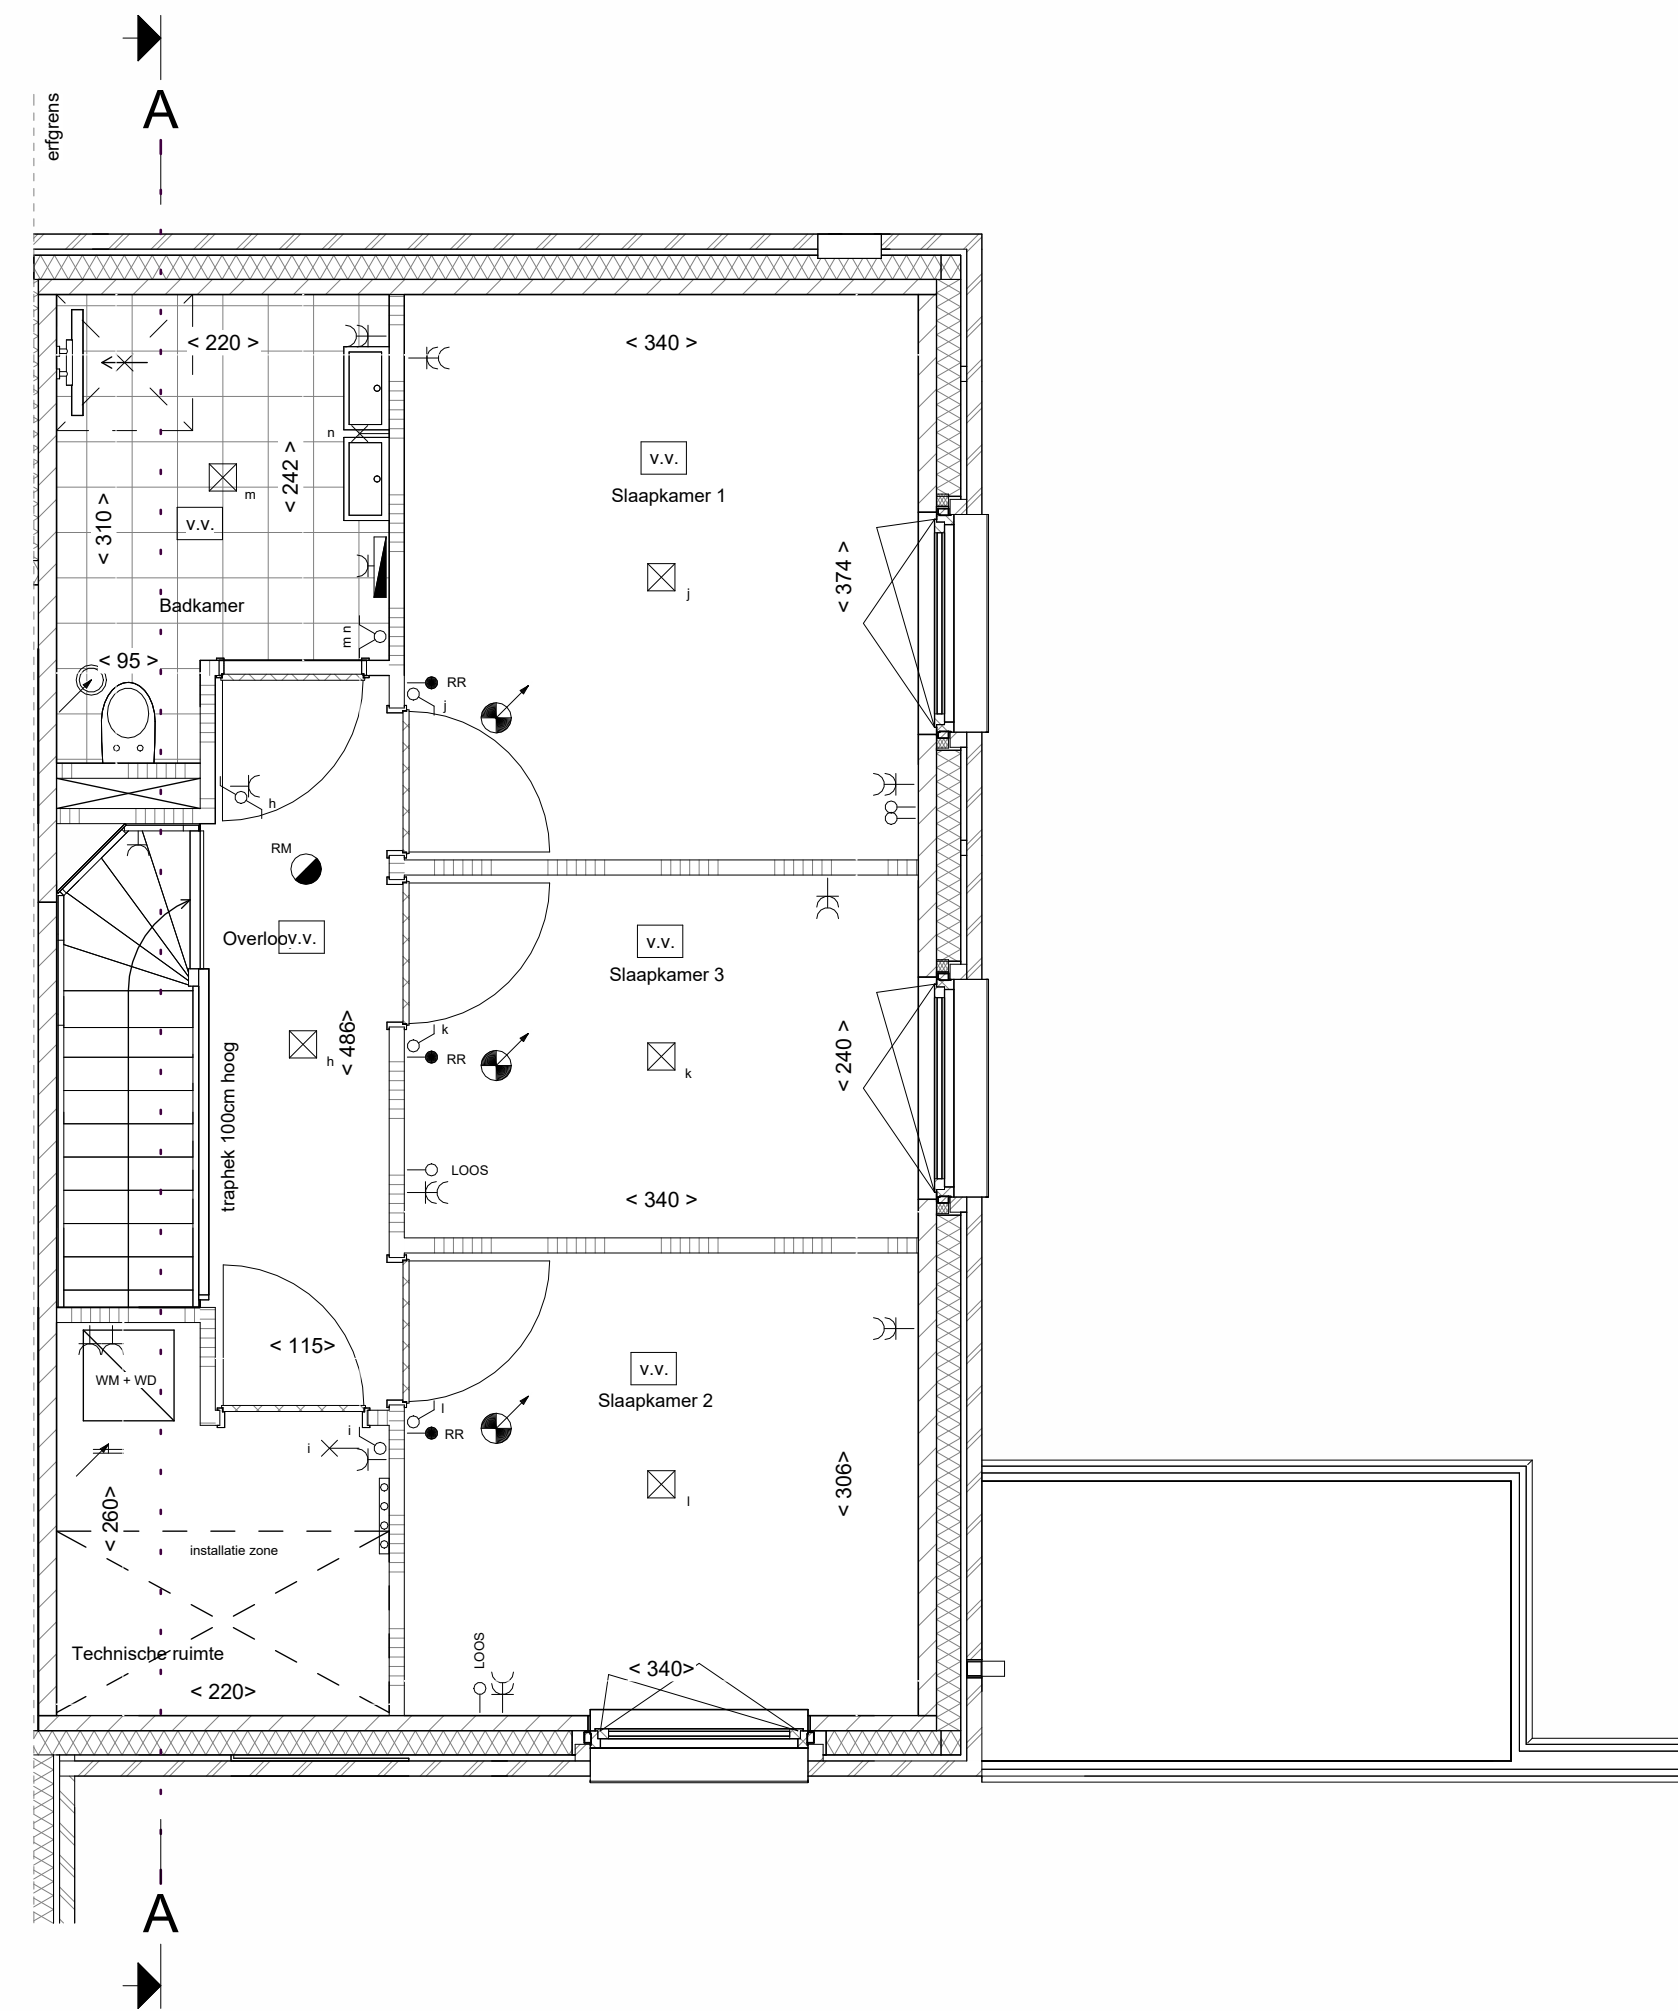 A
erfgrens
< 220 >
< 340 >
n
< 242 >
v.v.
Slaapkamer 1
m
< 310 >
v.v.
< 374 >
j
Badkamer
m n
< 95 >
RR
j
h
RM
Overloo
v.v.
v.v.
Slaapkamer 3
h
< 486>
k
RR
< 240 >
k
traphek 100cm hoog
LOOS
< 340 >
< 115>
v.v.
WM + WD
Slaapkamer 2
l
i
i
RR
< 306>
l
< 260>
installatie zone
LOOS
Technische ruimte
< 340>
< 220>
A